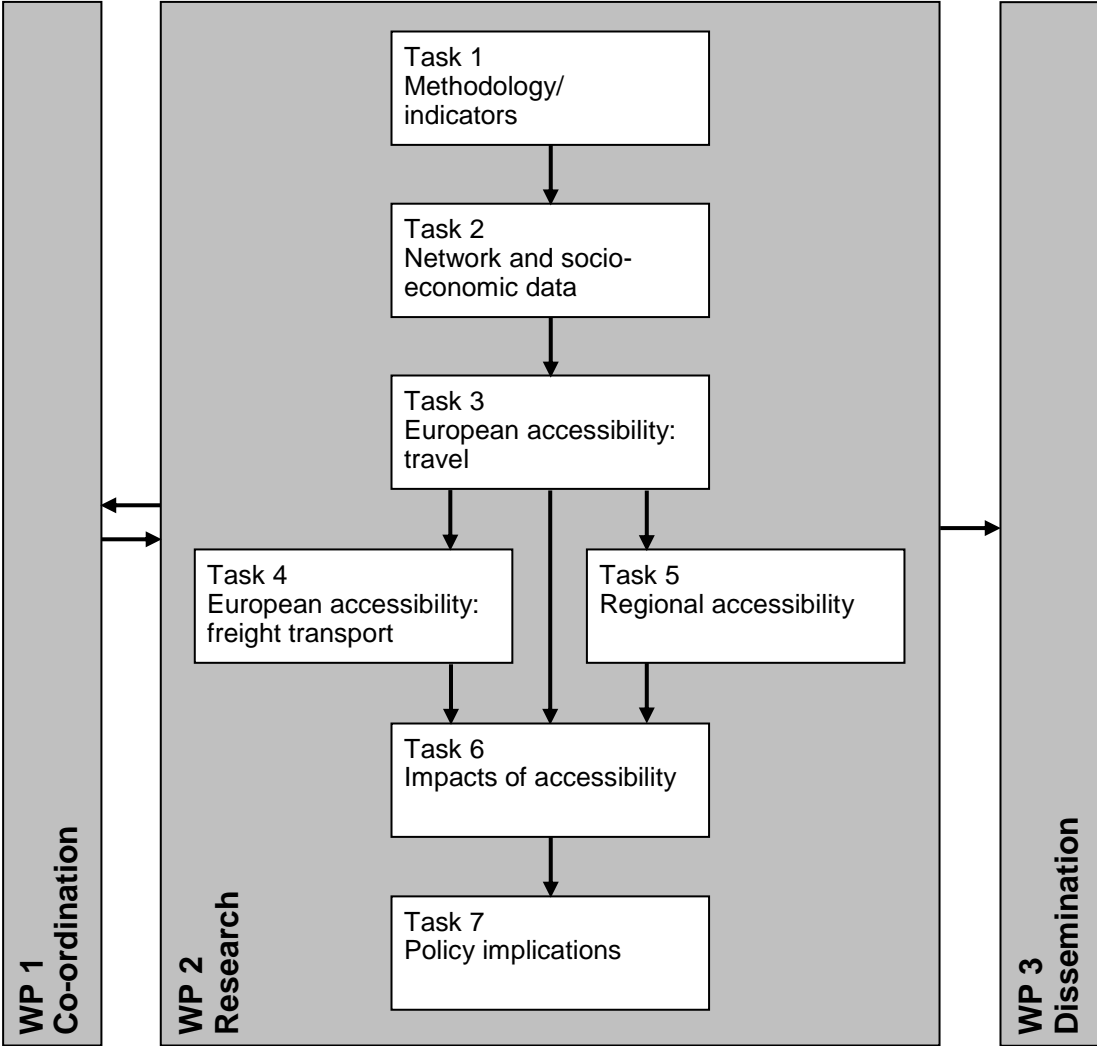 Task 1
Methodology/
indicators
Task 2
Network and socio-
economic data
Task 3
European accessibility:
travel
Task 4
European accessibility:
freight transport
Task 5
Regional accessibility
Task 6
Impacts of accessibility
Task 7
Policy implications
WP 1
Co-ordination
WP 2
Research
WP 3
Dissemination